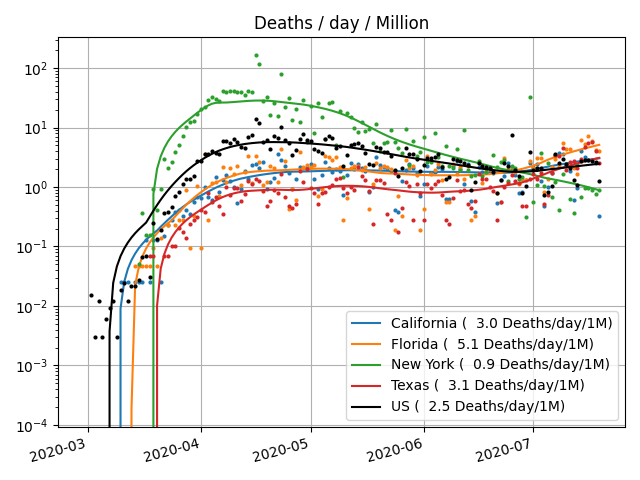 Deaths / day / Million
10²
10¹
10⁰
10⁻¹
10⁻²
10⁻³
10⁻⁴
California (  3.0 Deaths/day/1M)
Florida (  5.1 Deaths/day/1M)
New York (  0.9 Deaths/day/1M)
Texas (  3.1 Deaths/day/1M)
US (  2.5 Deaths/day/1M)
2020-03 2020-04 2020-05 2020-06 2020-07